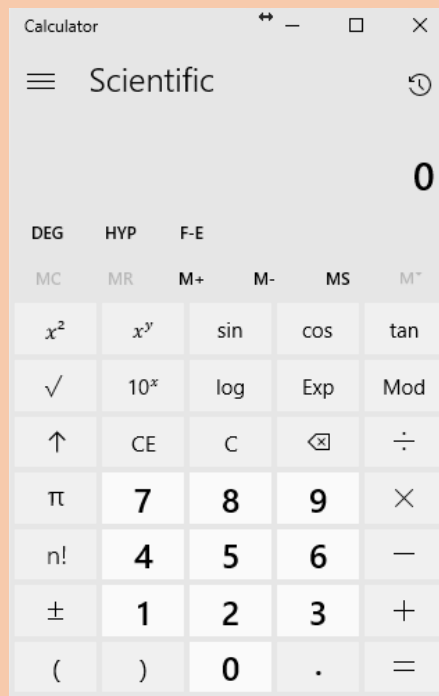 Calculator
Scientific
0
DEG HYP F-E
MC MR M+ M- MS M˅
x² xʸ sin cos tan
√ 10ˣ log Exp Mod
↑ CE C ⌫ ÷
π 7 8 9 ×
n! 4 5 6 −
± 1 2 3 +
( ) 0 . =